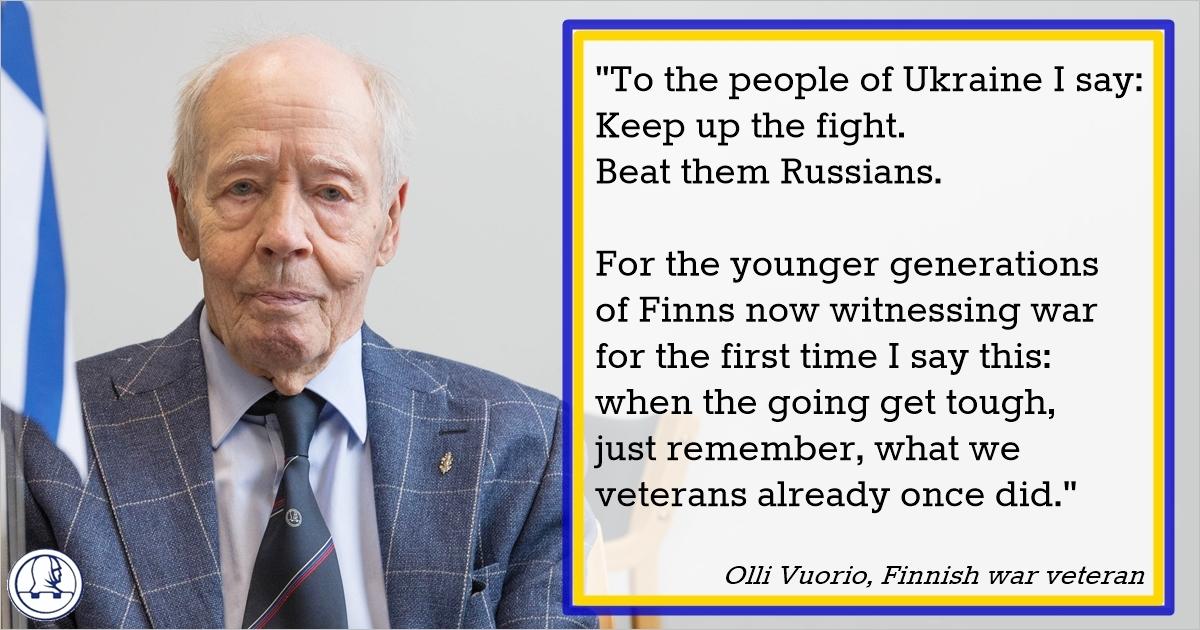 "To the people of Ukraine I say:
Keep up the fight.
Beat them Russians.
For the younger generations
of Finns now witnessing war
for the first time I say this:
when the going get tough,
just remember, what we
veterans already once did."
Olli Vuorio, Finnish war veteran